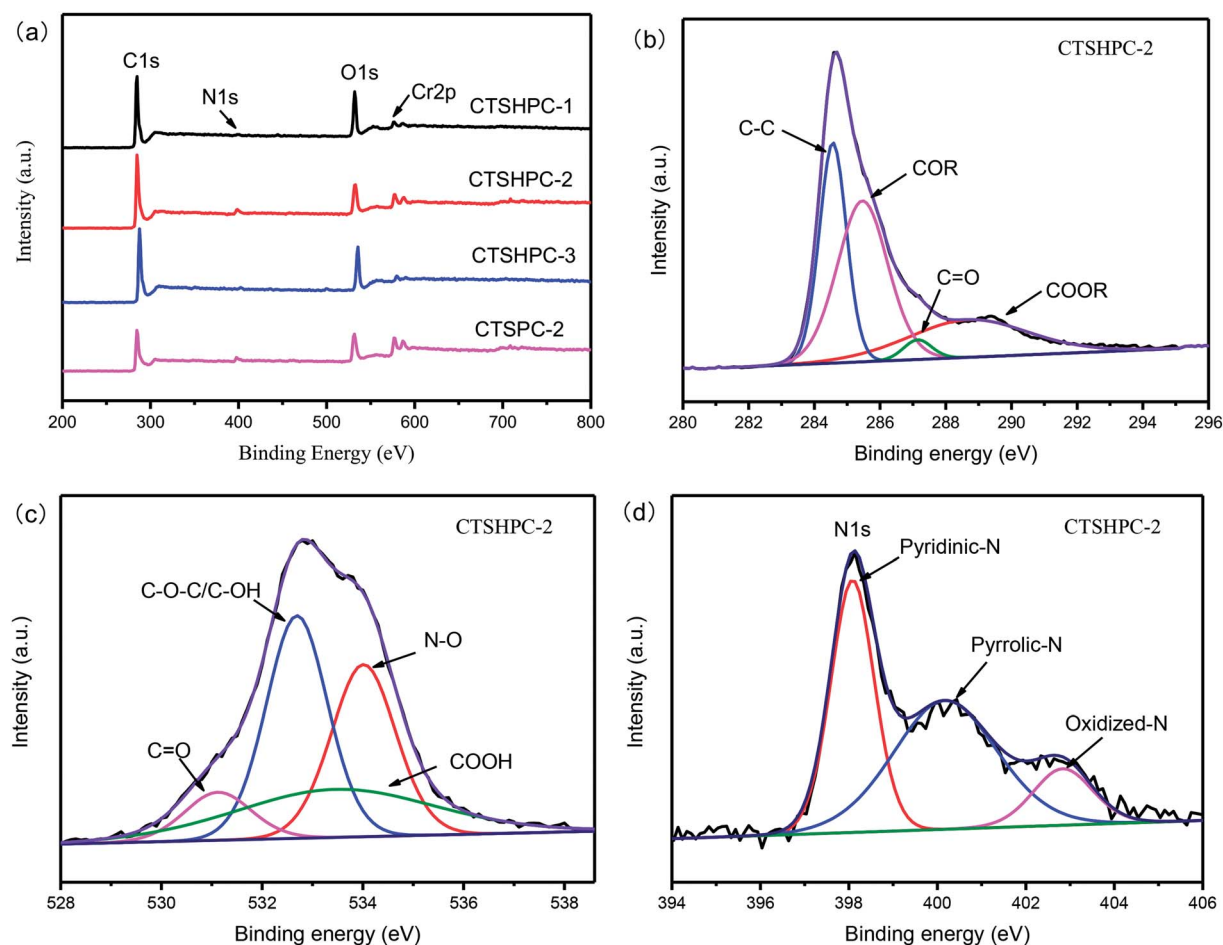 (a)
C1s
N1s
O1s
Cr2p
CTSHPC-1
CTSHPC-2
CTSHPC-3
CTSPC-2
Intensity (a.u.)
200 300 400 500 600 700 800
Binding Energy (eV)
(b)
CTSHPC-2
C-C
COR
C=O
COOR
Intensity (a.u.)
280 282 284 286 288 290 292 294 296
Binding energy (eV)
(c)
CTSHPC-2
C-O-C/C-OH
N-O
C=O
COOH
Intensity (a.u.)
528 530 532 534 536 538
Binding energy (eV)
(d)
N1s
CTSHPC-2
Pyridinic-N
Pyrrolic-N
Oxidized-N
Intensity (a.u.)
394 396 397 398 400 402 404 406
Binding energy (eV)